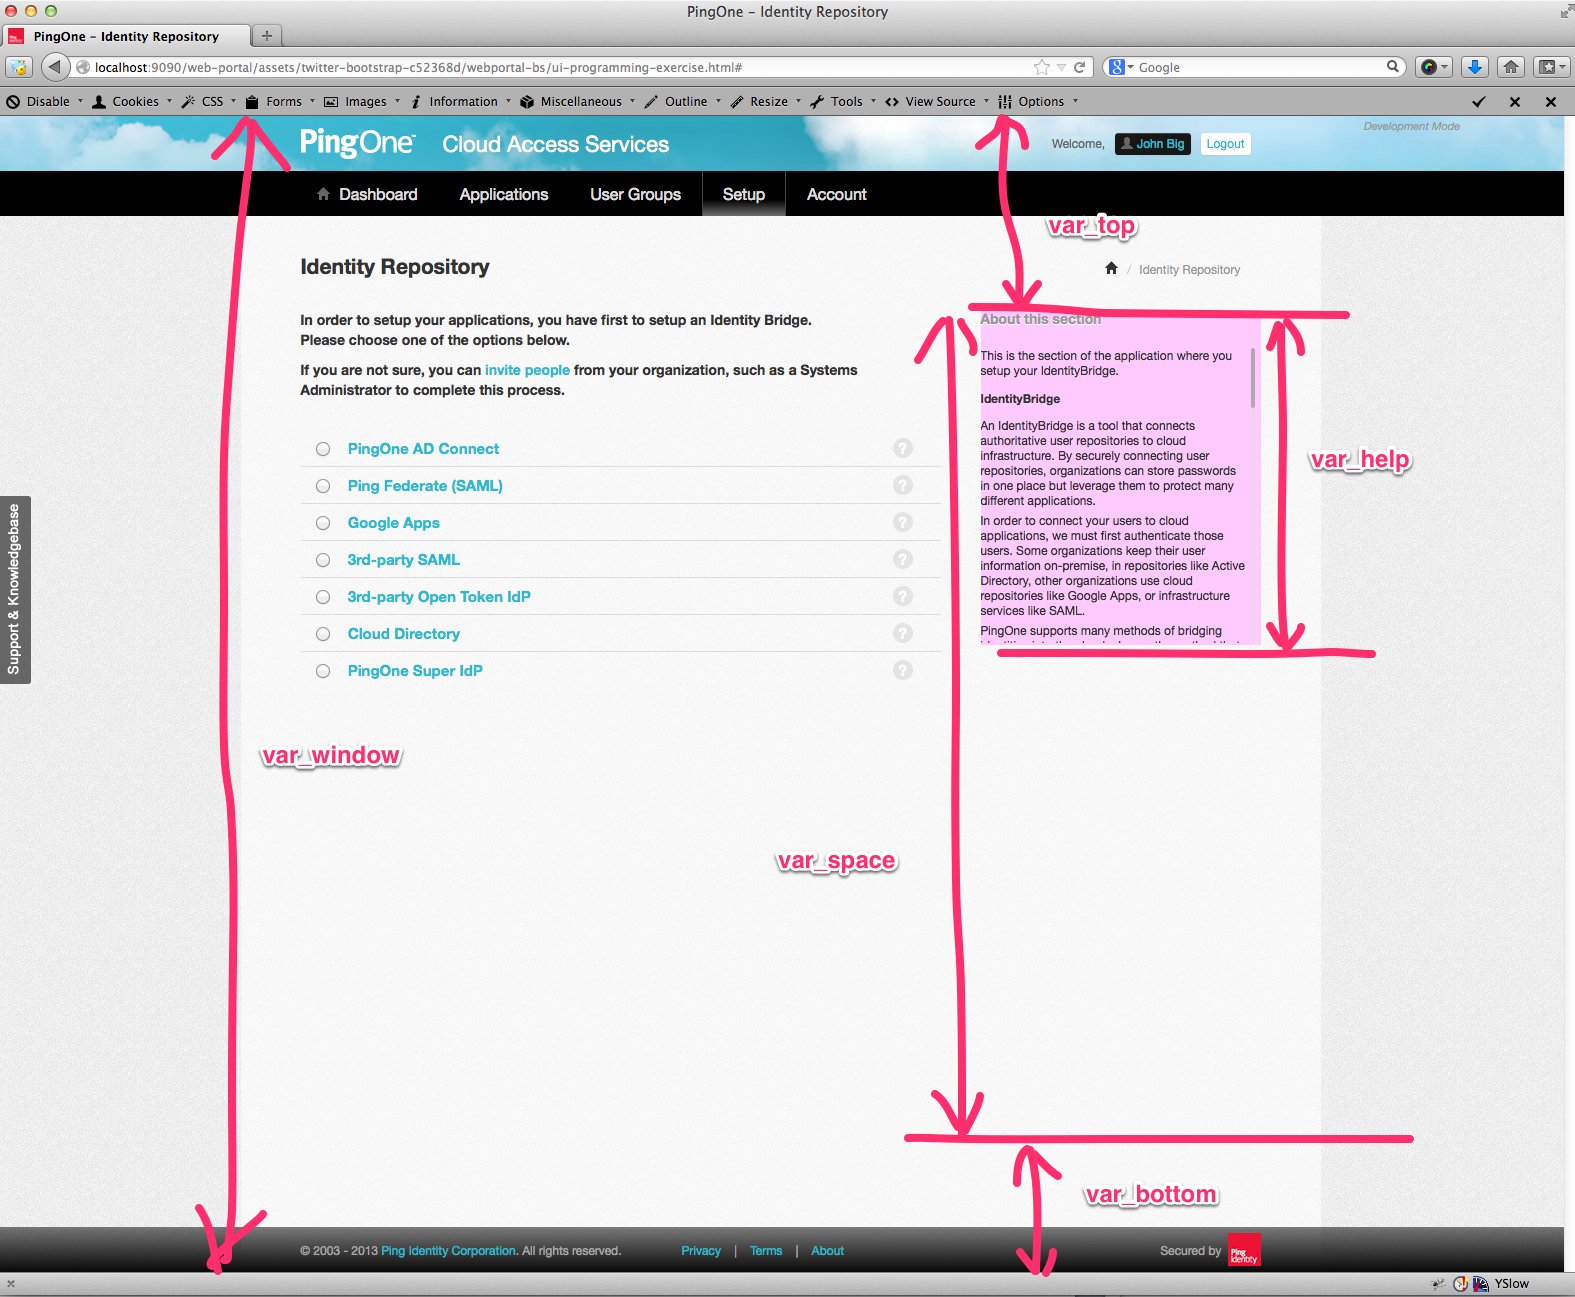 PingOne – Identity Repository
PingOne – Identity Repository
localhost:9090/web-portal/assets/twitter-bootstrap-c52368d/webportal-bs/ui-programming-exercise.html#
Google
Disable Cookies CSS Forms Images Information Miscellaneous Outline Resize Tools View Source Options
PingOne Cloud Access Services
Development Mode
Welcome, John Big Logout
Dashboard Applications User Groups Setup Account
var_top
Identity Repository
/ Identity Repository
In order to setup your applications, you have first to setup an Identity Bridge.
Please choose one of the options below.
If you are not sure, you can invite people from your organization, such as a Systems
Administrator to complete this process.
PingOne AD Connect ?
Ping Federate (SAML) ?
Google Apps ?
3rd-party SAML ?
3rd-party Open Token IdP ?
Cloud Directory ?
PingOne Super IdP ?
About this section
This is the section of the application where you
setup your IdentityBridge.
IdentityBridge
An IdentityBridge is a tool that connects
authoritative user repositories to cloud
infrastructure. By securely connecting user
repositories, organizations can store passwords
in one place but leverage them to protect many
different applications.
In order to connect your users to cloud
applications, we must first authenticate those
users. Some organizations keep their user
information on-premise, in repositories like Active
Directory, other organizations use cloud
repositories like Google Apps, or infrastructure
services like SAML.
PingOne supports many methods of bridging
var_help
Support & Knowledgebase
var_window
var_space
var_bottom
© 2003 - 2013 Ping Identity Corporation. All rights reserved.
Privacy | Terms | About
Secured by Ping Identity
YSlow